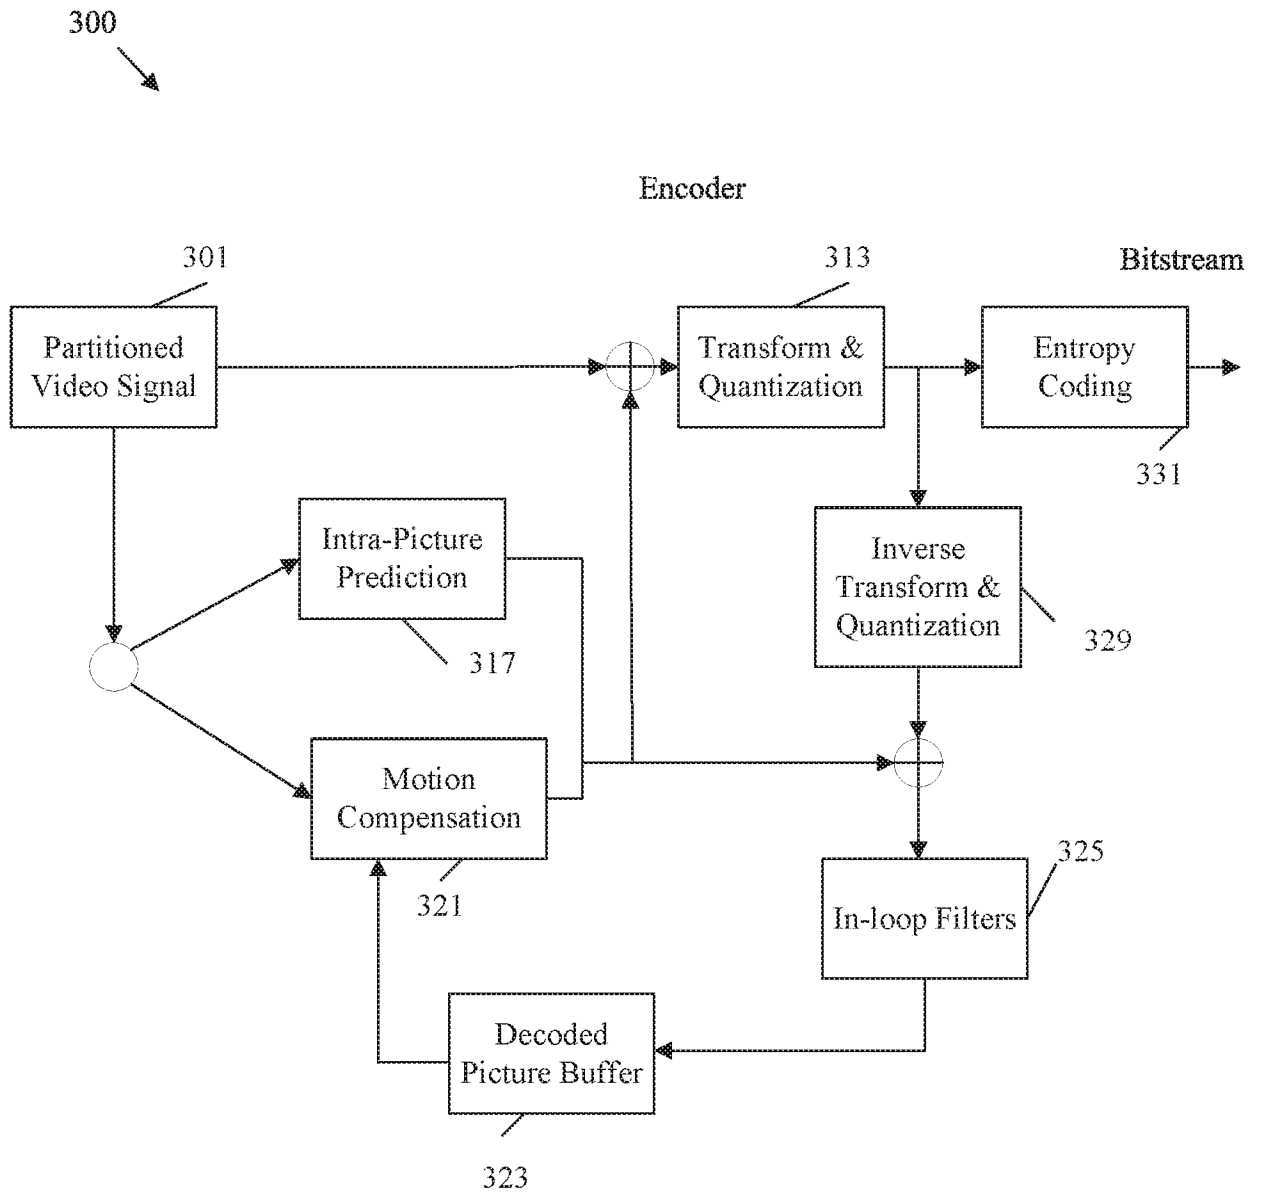 300
Encoder
301
313
Bitstream
Partitioned
Video Signal
Transform &
Quantization
Entropy
Coding
331
Intra-Picture
Prediction
317
Inverse
Transform &
Quantization
329
Motion
Compensation
321
325
In-loop Filters
Decoded
Picture Buffer
323